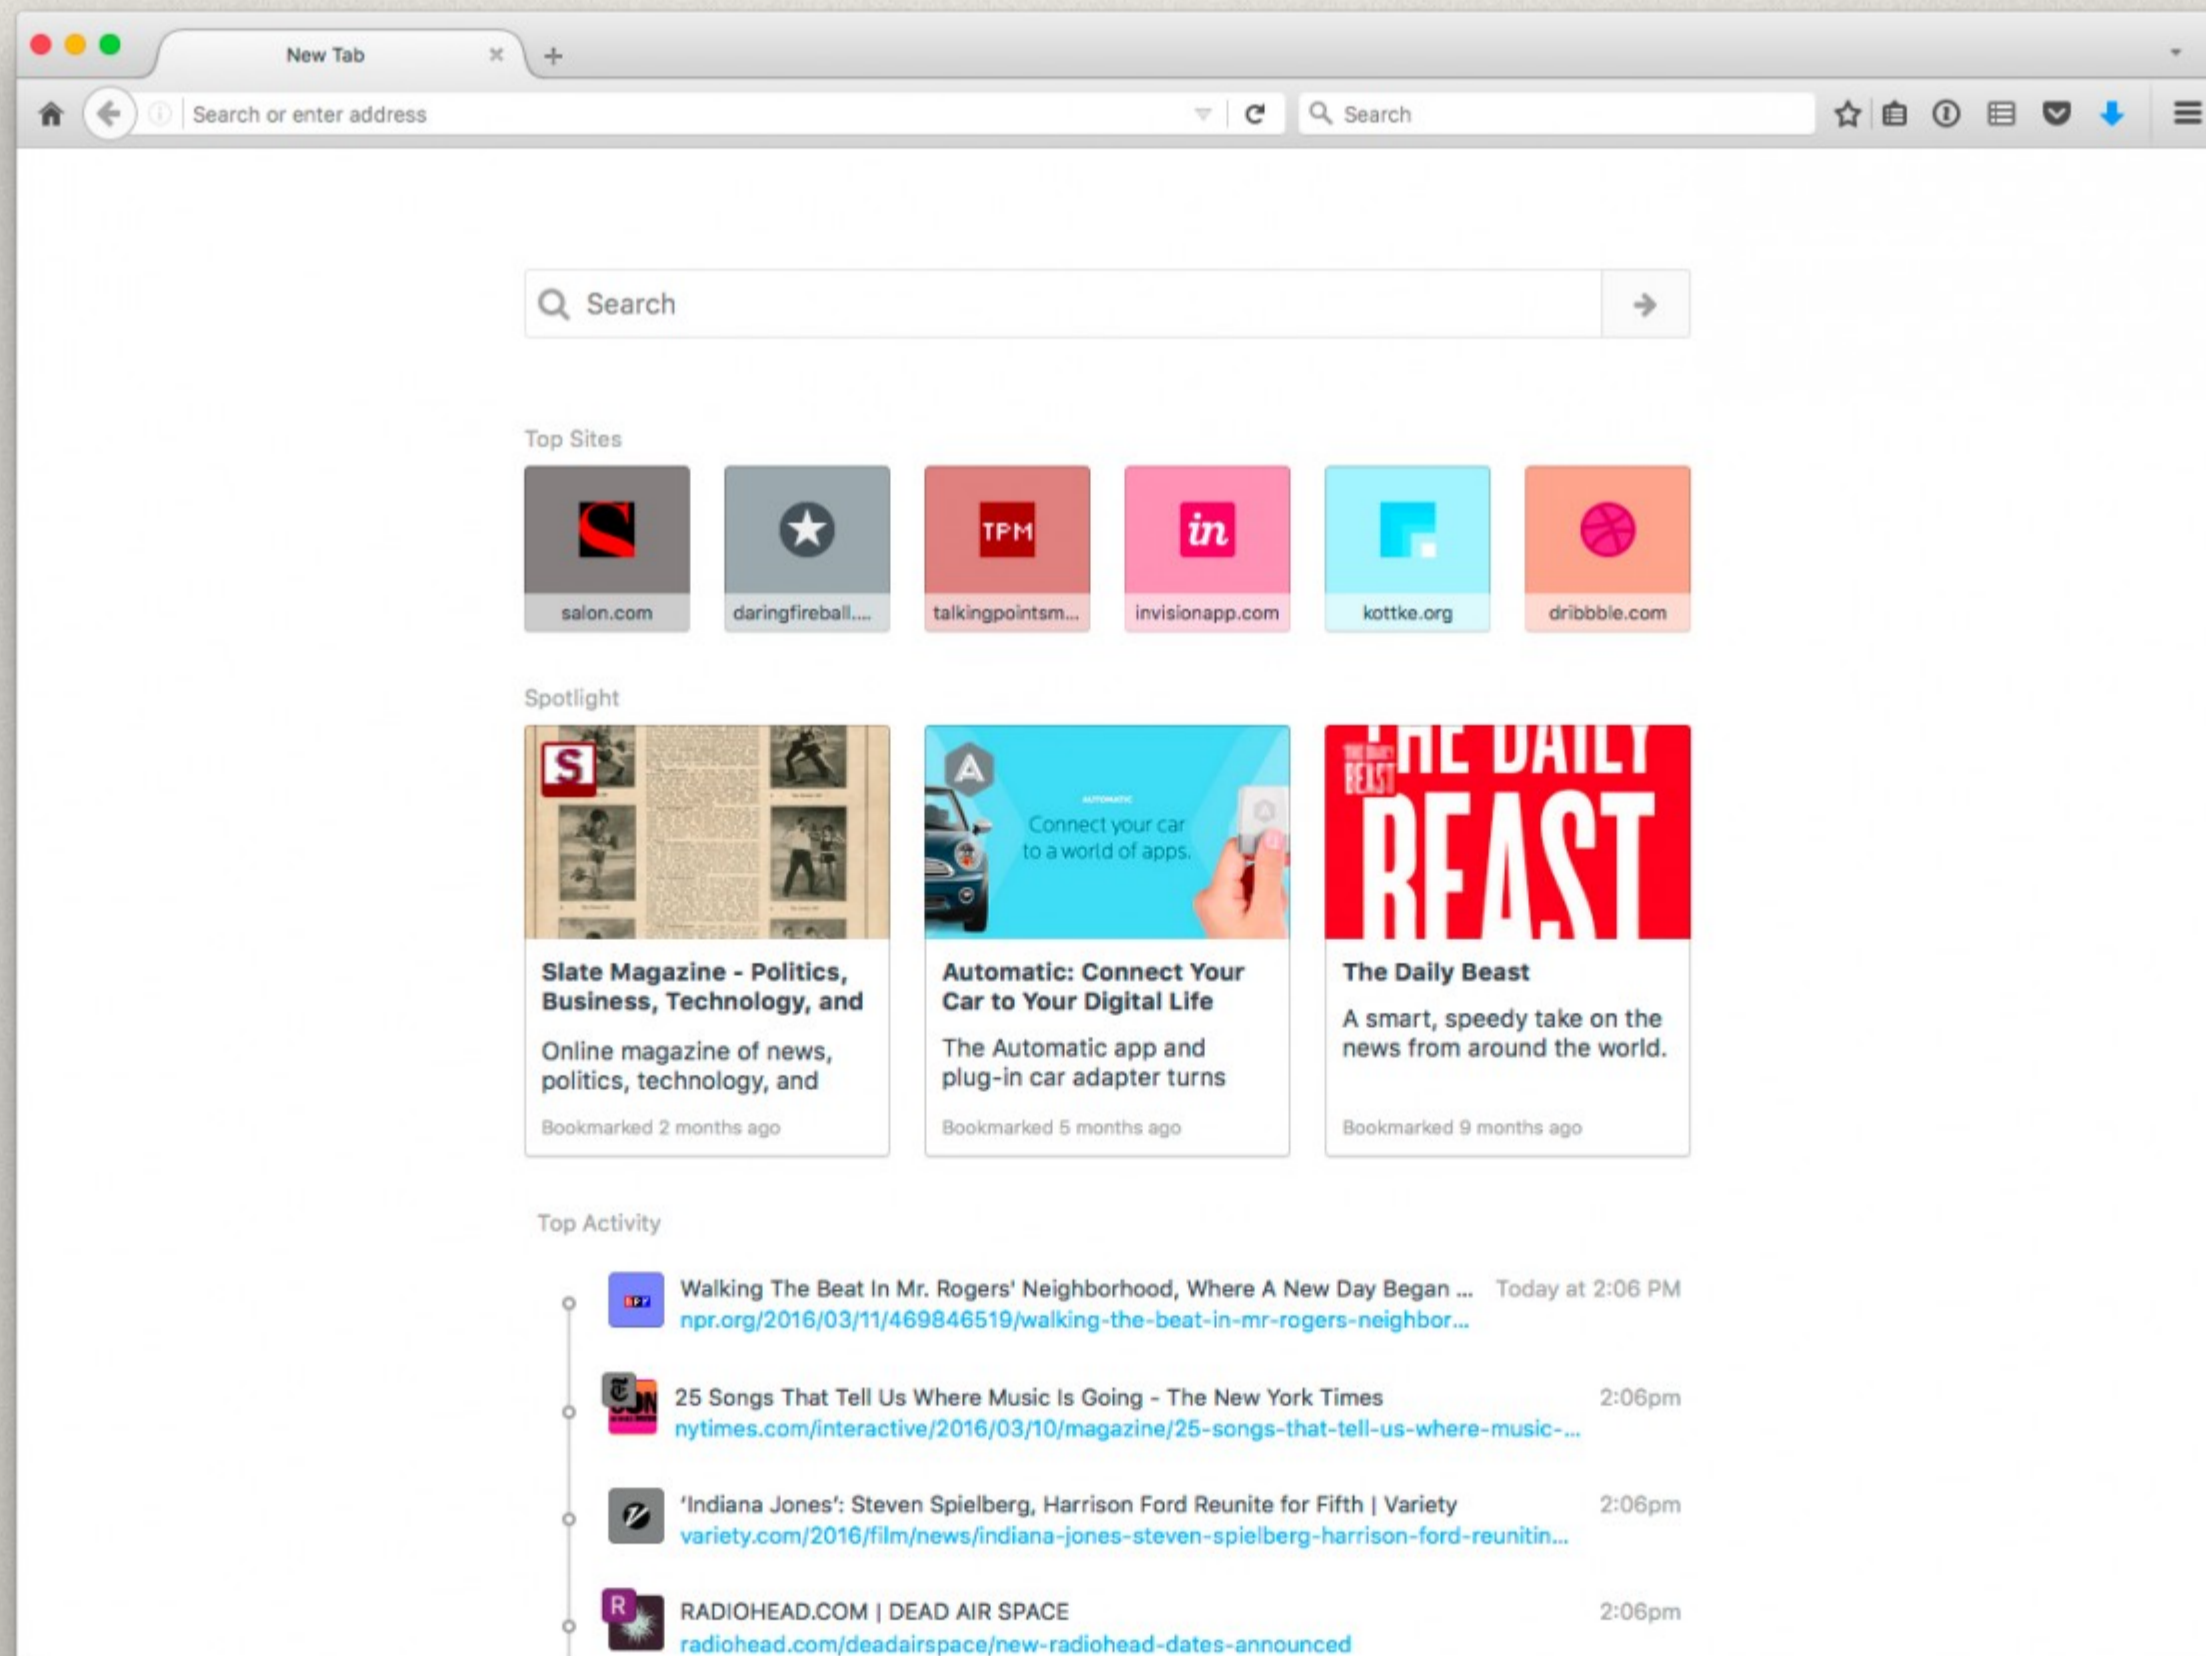 New Tab
Search or enter address
Search
Search
Top Sites
TPM
in
salon.com
daringfireball....
talkingpointsm...
invisionapp.com
kottke.org
dribbble.com
Spotlight
S
A
AUTOMATIC
Connect your car
to a world of apps.
THE DAILY
BEAST
THE DAILY
BEAST
Slate Magazine - Politics,
Business, Technology, and
Online magazine of news,
politics, technology, and
Bookmarked 2 months ago
Automatic: Connect Your
Car to Your Digital Life
The Automatic app and
plug-in car adapter turns
Bookmarked 5 months ago
The Daily Beast
A smart, speedy take on the
news from around the world.
Bookmarked 9 months ago
Top Activity
npr
Walking The Beat In Mr. Rogers' Neighborhood, Where A New Day Began ...
Today at 2:06 PM
npr.org/2016/03/11/469846519/walking-the-beat-in-mr-rogers-neighbor...
25 Songs That Tell Us Where Music Is Going - The New York Times
2:06pm
nytimes.com/interactive/2016/03/10/magazine/25-songs-that-tell-us-where-music-...
‘Indiana Jones’: Steven Spielberg, Harrison Ford Reunite for Fifth | Variety
2:06pm
variety.com/2016/film/news/indiana-jones-steven-spielberg-harrison-ford-reunitin...
R
RADIOHEAD.COM | DEAD AIR SPACE
2:06pm
radiohead.com/deadairspace/new-radiohead-dates-announced